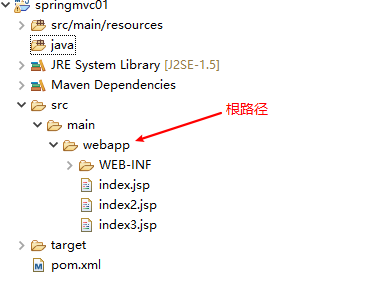 springmvc01
src/main/resources
java
JRE System Library [J2SE-1.5]
Maven Dependencies
src
main
根路径
webapp
WEB-INF
index.jsp
index2.jsp
index3.jsp
target
pom.xml